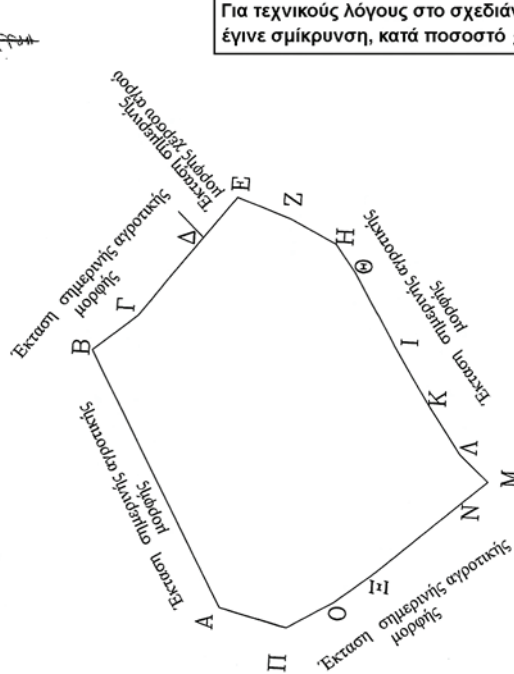 Για τεχνικούς λόγους στο σχεδιάν
έγινε σμίκρυνση, κατά ποσοστό
Έκταση σημερινής
μορφής χέρσου αγρού
Ε
Ζ
Δ
Έκταση σημερινής αγροτικής
μορφής
Η
Θ
Έκταση σημερινής αγροτικής
μορφής
Γ
Β
Ι
Κ
Έκταση σημερινής αγροτικής
μορφής
Λ
Μ
Ν
Ξ
Ο
Α
Π
Έκταση σημερινής αγροτικής
μορφής